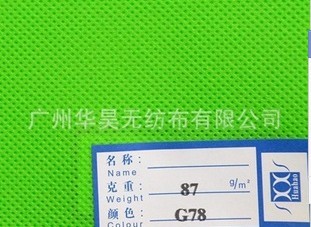 广州华昊无纺布有限公司
名称:
Name
克重: 87 g/m²
Weight
颜色: G78
Colour
Huahao